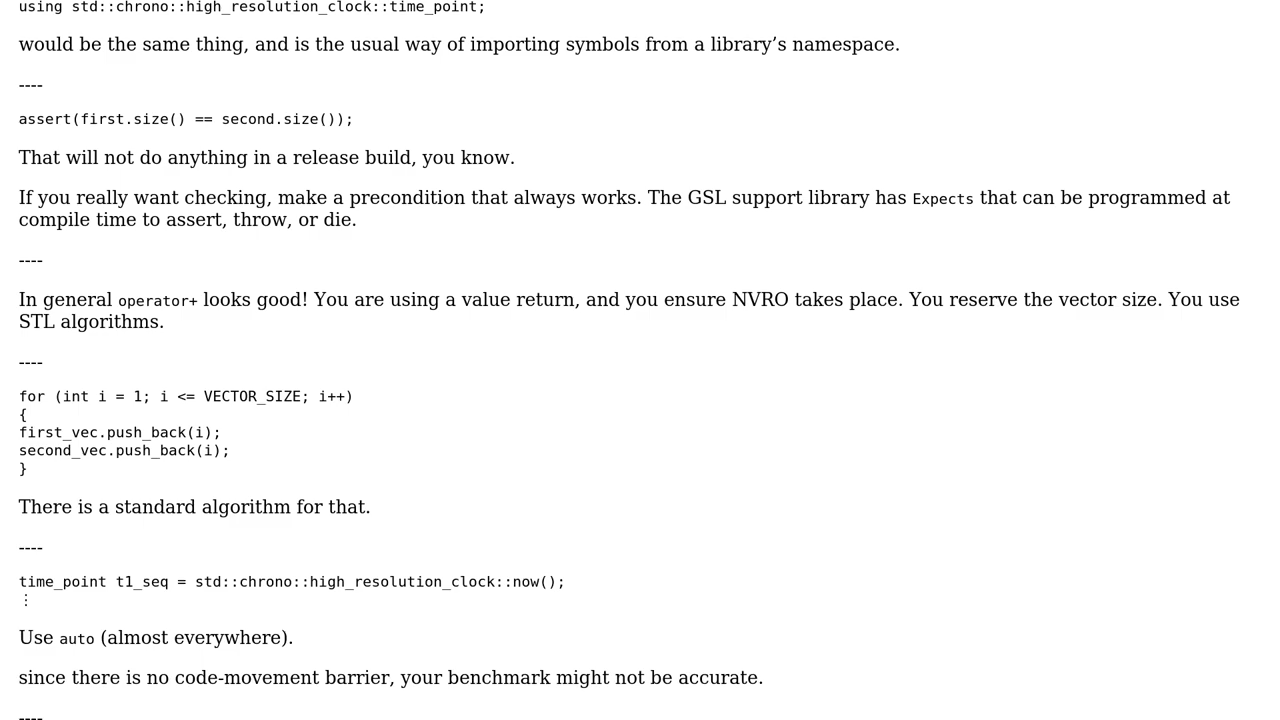 using std::chrono::high_resolution_clock::time_point;
would be the same thing, and is the usual way of importing symbols from a library’s namespace.
----
assert(first.size() == second.size());
That will not do anything in a release build, you know.
If you really want checking, make a precondition that always works. The GSL support library has Expects that can be programmed at
compile time to assert, throw, or die.
----
In general operator+ looks good! You are using a value return, and you ensure NVRO takes place. You reserve the vector size. You use
STL algorithms.
----
for (int i = 1; i <= VECTOR_SIZE; i++)
{
first_vec.push_back(i);
second_vec.push_back(i);
}
There is a standard algorithm for that.
----
time_point t1_seq = std::chrono::high_resolution_clock::now();
⋮
Use auto (almost everywhere).
since there is no code-movement barrier, your benchmark might not be accurate.
----